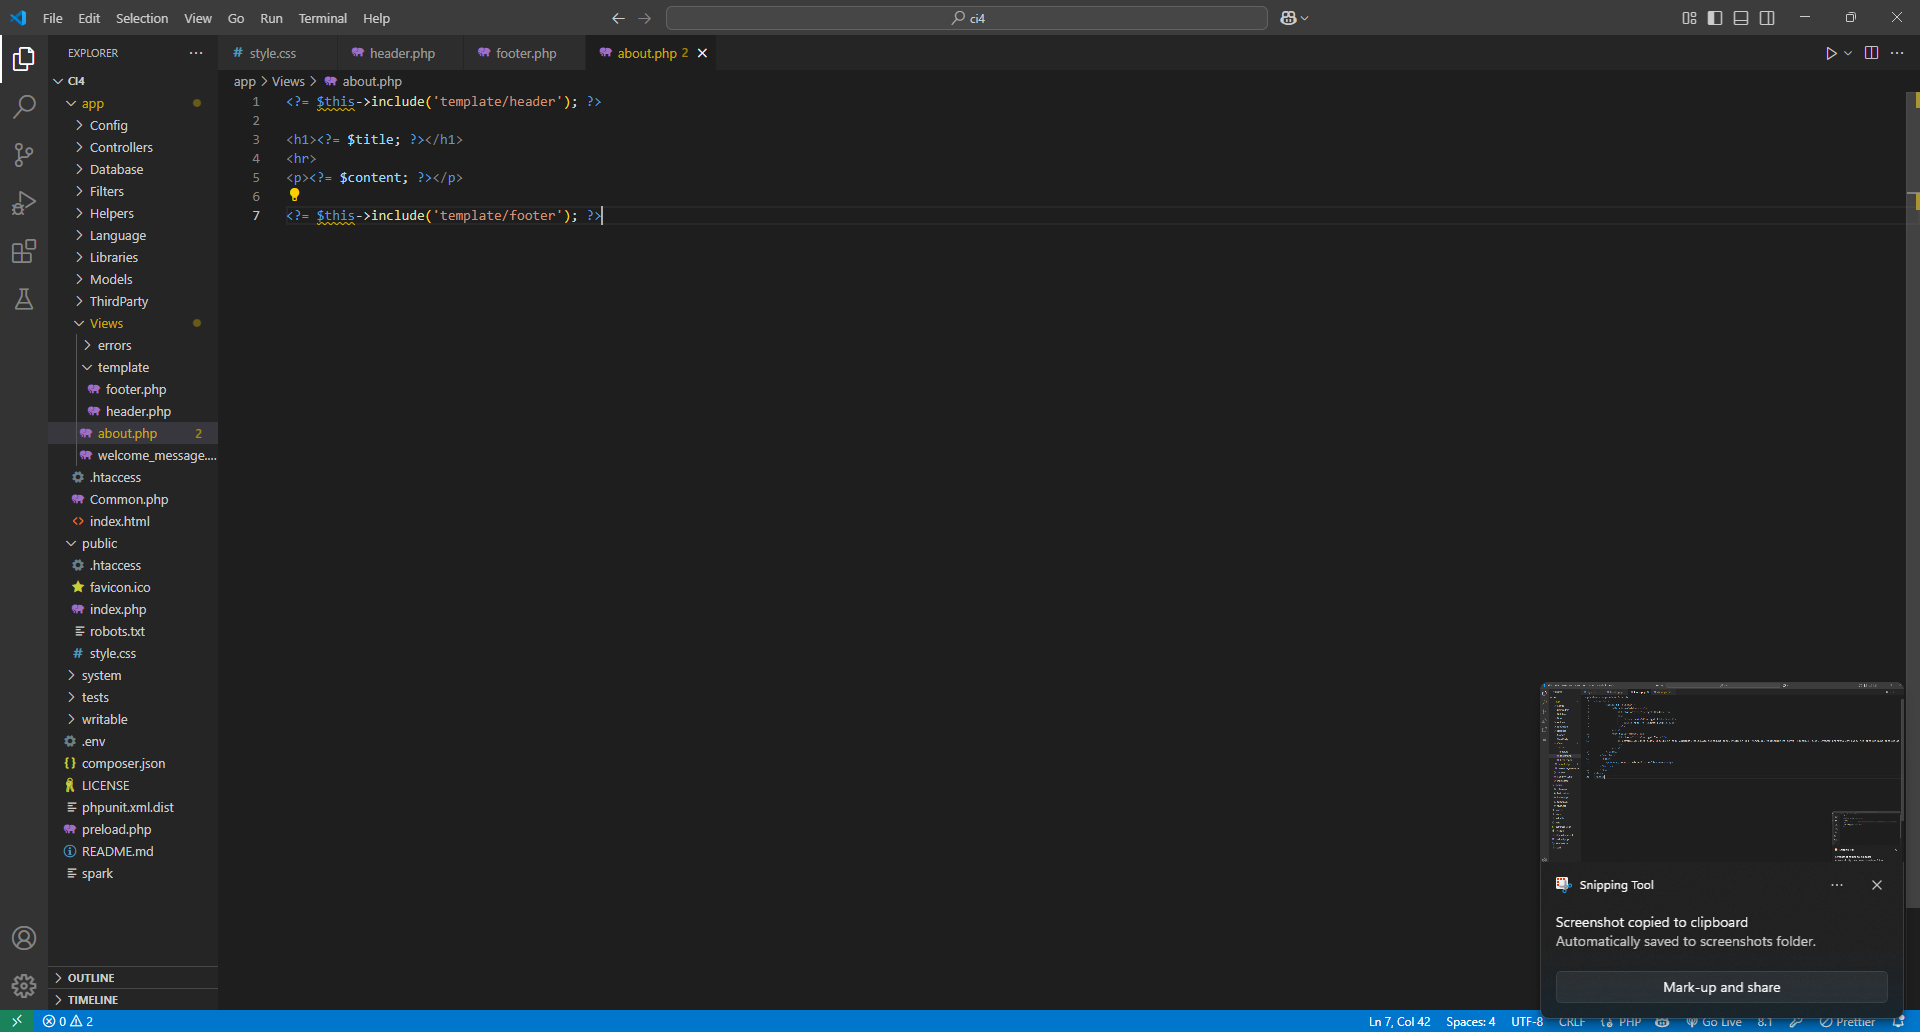 File Edit Selection View Go Run Terminal Help
ci4
EXPLORER
CI4
app
Config
Controllers
Database
Filters
Helpers
Language
Libraries
Models
ThirdParty
Views
errors
template
footer.php
header.php
about.php 2
welcome_message....
.htaccess
Common.php
index.html
public
.htaccess
favicon.ico
index.php
robots.txt
style.css
system
tests
writable
.env
composer.json
LICENSE
phpunit.xml.dist
preload.php
README.md
spark
OUTLINE
TIMELINE
style.css header.php footer.php about.php 2
app > Views > about.php
1 <?= $this->include('template/header'); ?>
2
3 <h1><?= $title; ?></h1>
4 <hr>
5 <p><?= $content; ?></p>
6
7 <?= $this->include('template/footer'); ?>
Snipping Tool
Screenshot copied to clipboard
Automatically saved to screenshots folder.
Mark-up and share
0 2
Ln 7, Col 42 Spaces: 4 UTF-8 CRLF PHP Go Live 8.1 Prettier